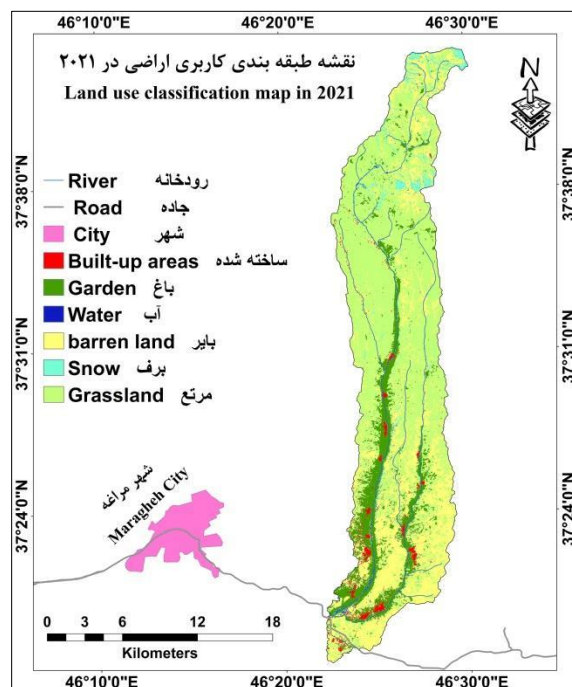 46°10'0"E 46°20'0"E 46°30'0"E
نقشه طبقه بندی کاربری اراضی در ۲۰۲۱
Land use classification map in 2021
N
River رودخانه
Road جاده
City شهر
Built-up areas ساخته شده
Garden باغ
Water آب
barren land بایر
Snow برف
Grassland مرتع
37°38'0"N 37°38'0"N
37°31'0"N 37°31'0"N
37°24'0"N 37°24'0"N
شهر مراغه
Maragheh City
0 3 6 12 18
Kilometers
46°10'0"E 46°20'0"E 46°30'0"E